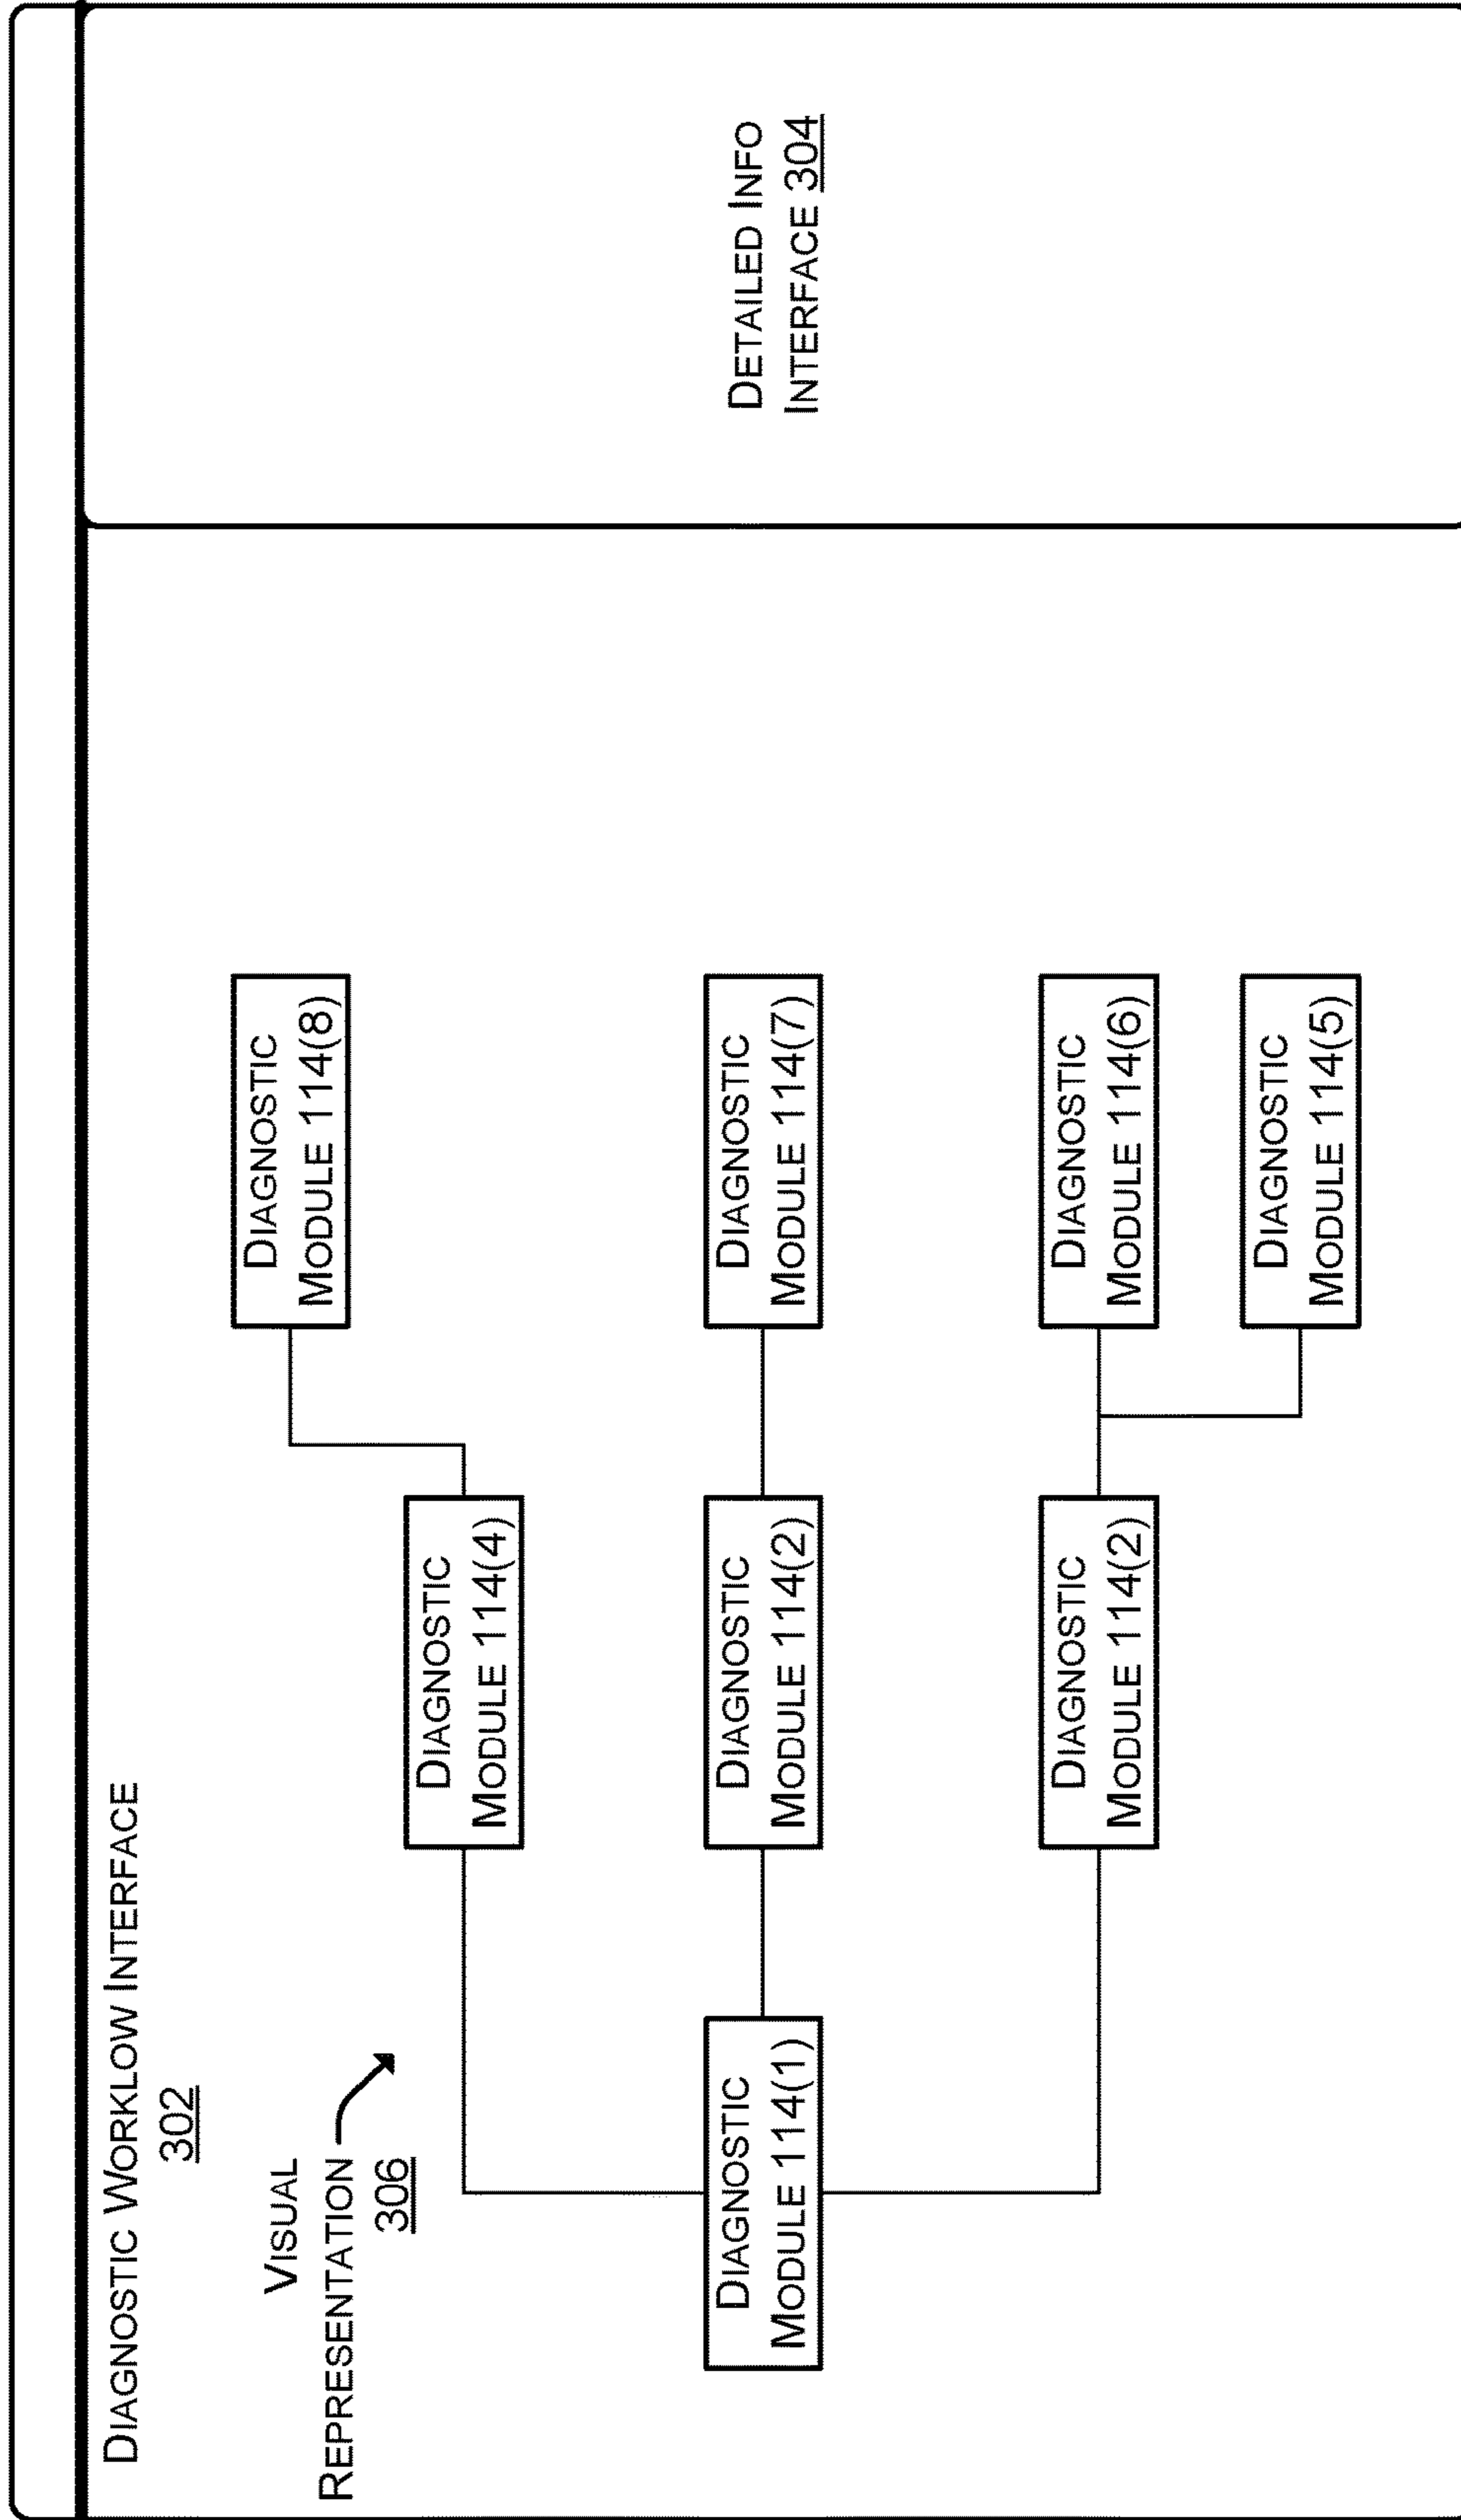 DIAGNOSTIC WORKLOW INTERFACE
302
VISUAL
REPRESENTATION
306
DIAGNOSTIC
MODULE 114(1)
DIAGNOSTIC
MODULE 114(4)
DIAGNOSTIC
MODULE 114(2)
DIAGNOSTIC
MODULE 114(2)
DIAGNOSTIC
MODULE 114(8)
DIAGNOSTIC
MODULE 114(7)
DIAGNOSTIC
MODULE 114(6)
DIAGNOSTIC
MODULE 114(5)
DETAILED INFO
INTERFACE 304